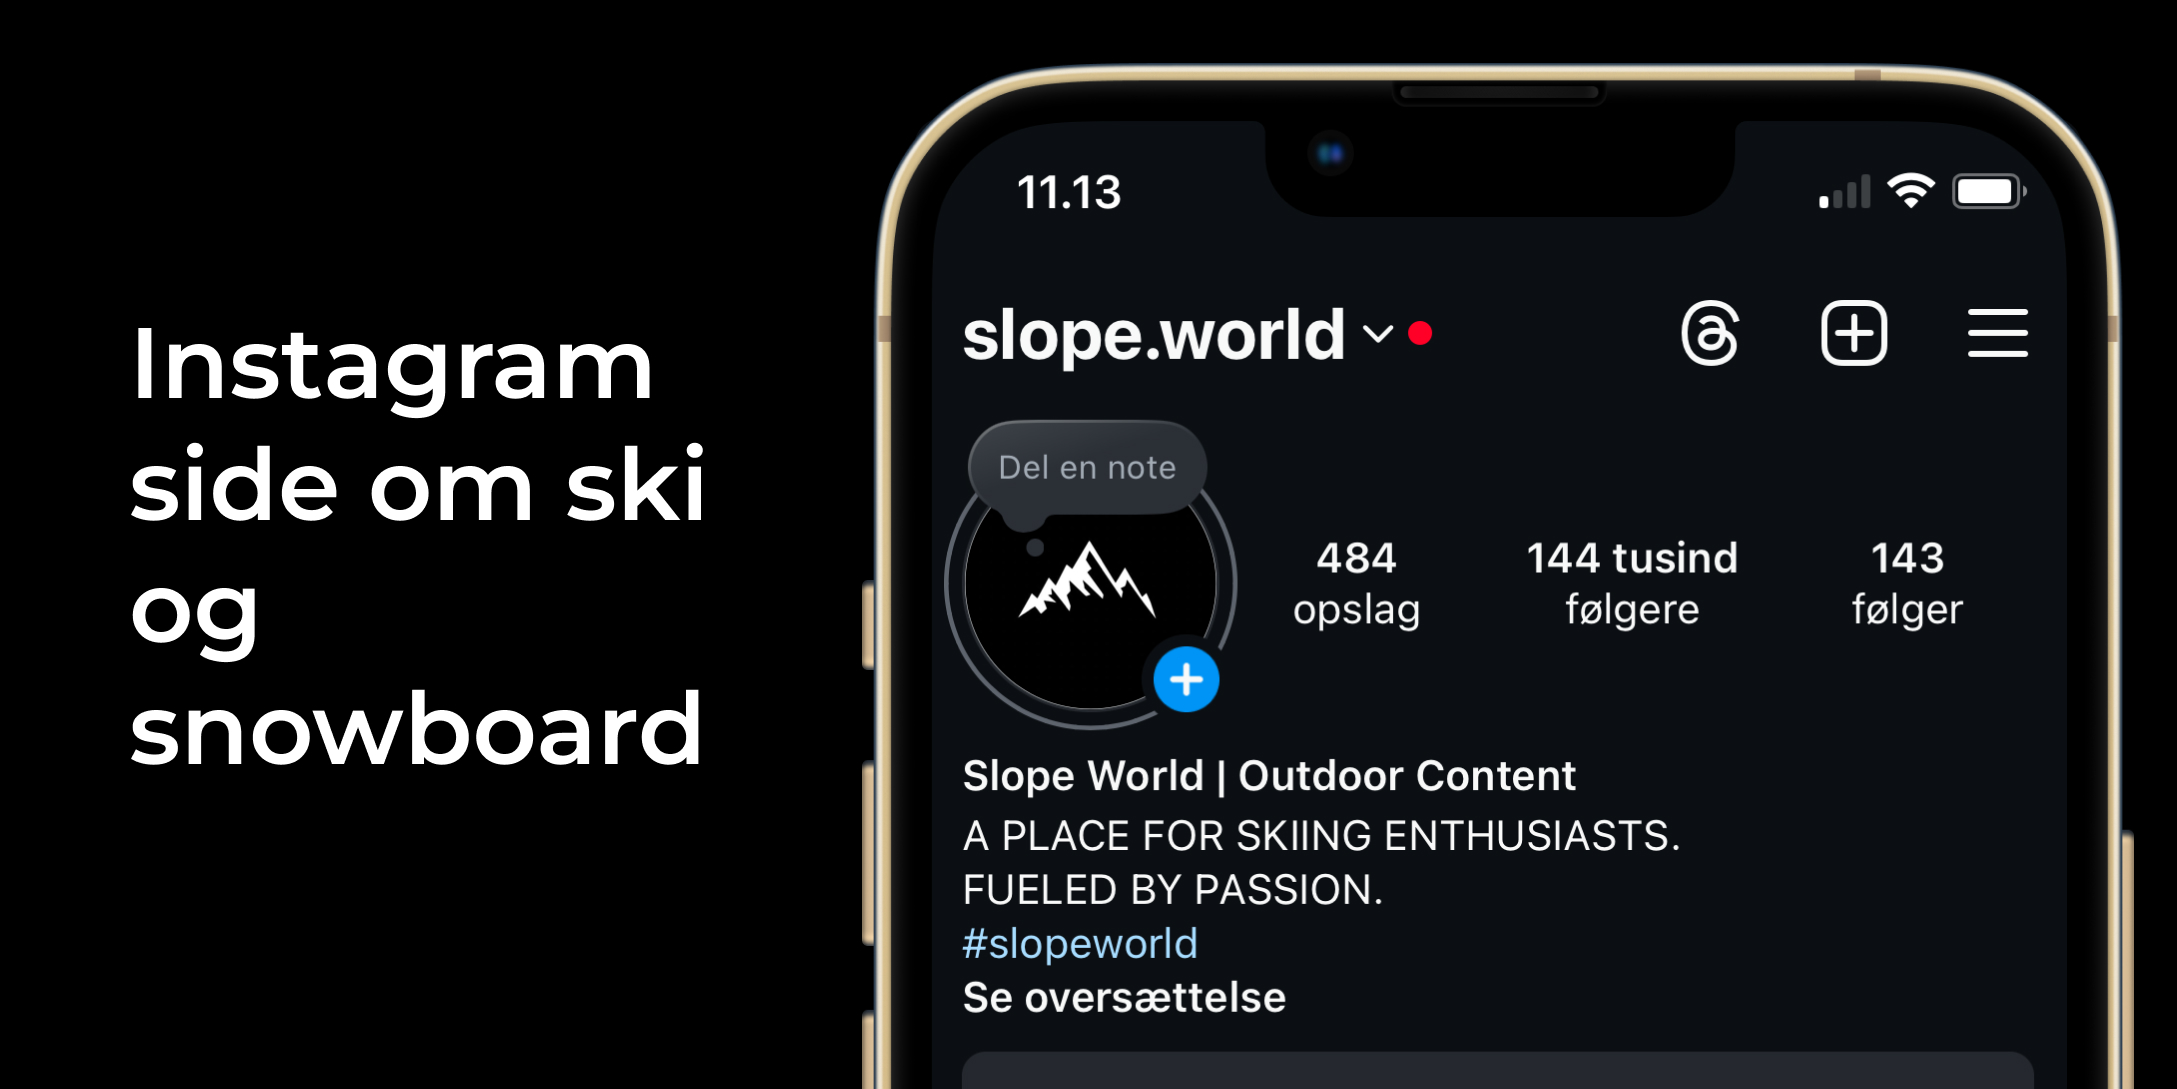 Instagram
side om ski
og
snowboard
11.13
slope.world
Del en note
484
opslag
144 tusind
følgere
143
følger
Slope World | Outdoor Content
A PLACE FOR SKIING ENTHUSIASTS.
FUELED BY PASSION.
#slopeworld
Se oversættelse